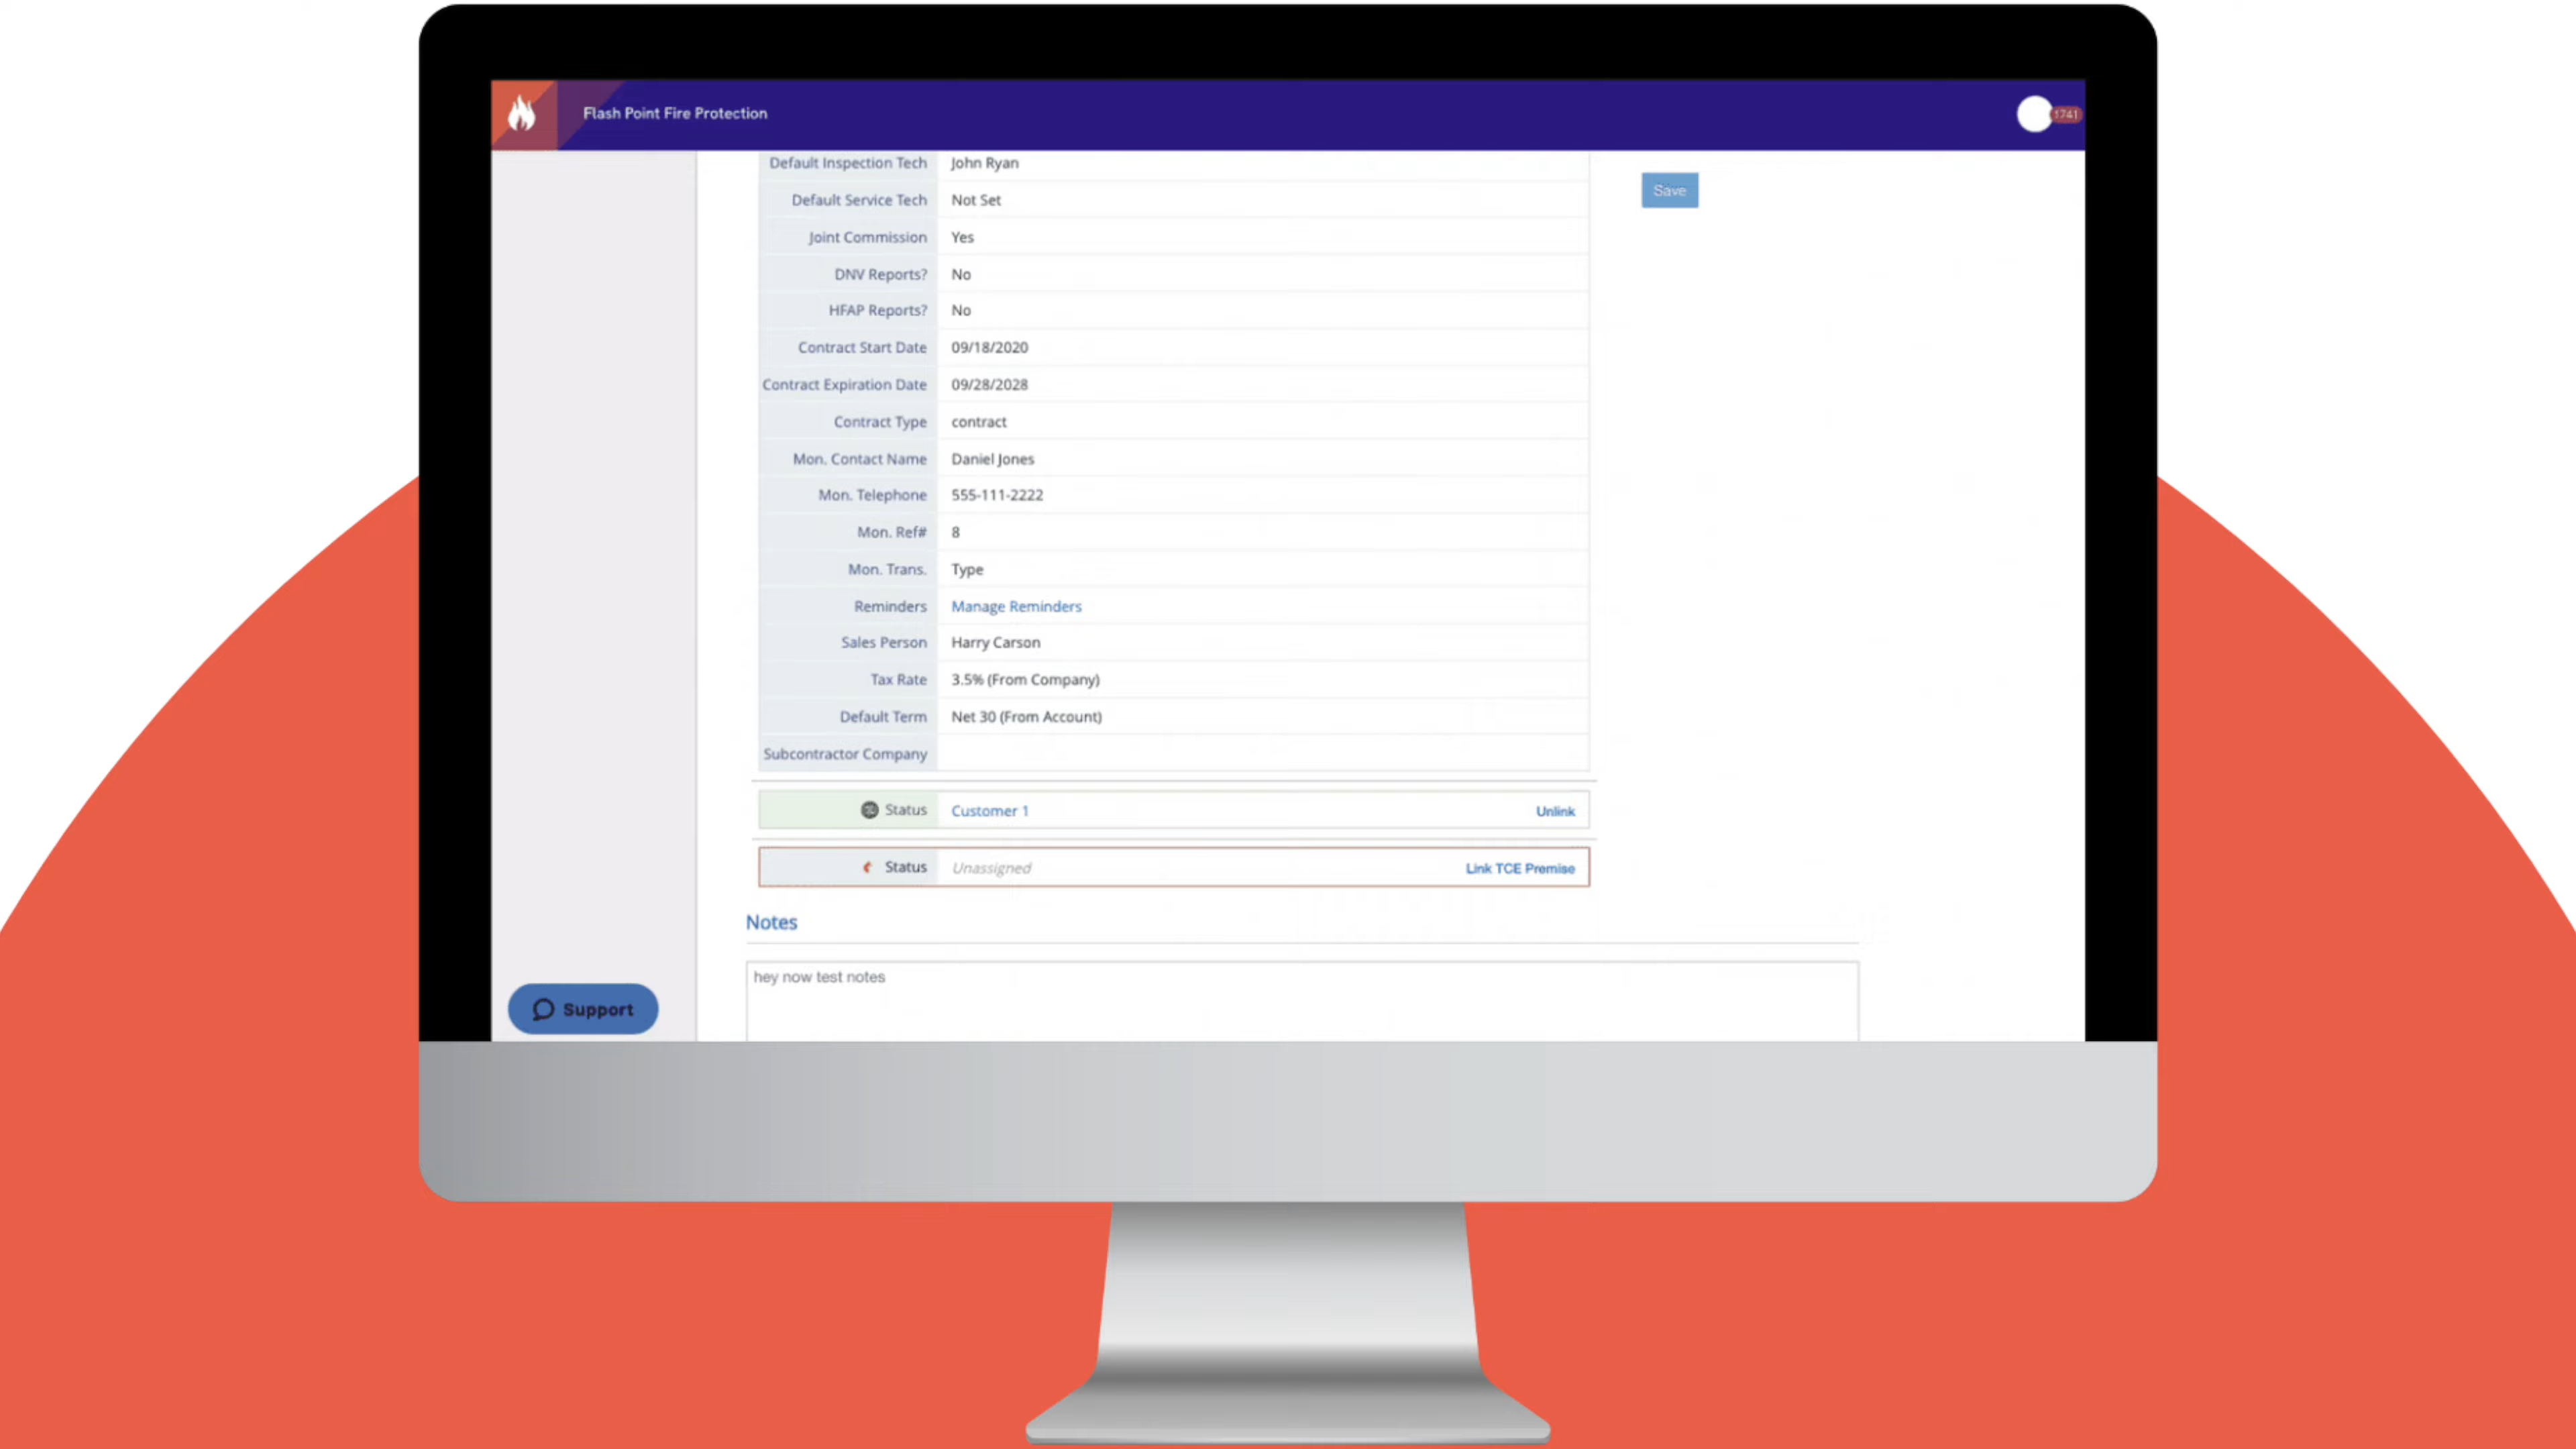 Flash Point Fire Protection
1741
Default Inspection Tech John Ryan
Save
Default Service Tech Not Set
Joint Commission Yes
DNV Reports? No
HFAP Reports? No
Contract Start Date 09/18/2020
Contract Expiration Date 09/28/2028
Contract Type contract
Mon. Contact Name Daniel Jones
Mon. Telephone 555-111-2222
Mon. Ref# 8
Mon. Trans. Type
Reminders Manage Reminders
Sales Person Harry Carson
Tax Rate 3.5% (From Company)
Default Term Net 30 (From Account)
Subcontractor Company
Status Customer 1 Unlink
Status Unassigned Link TCE Premise
Notes
hey now test notes
Support